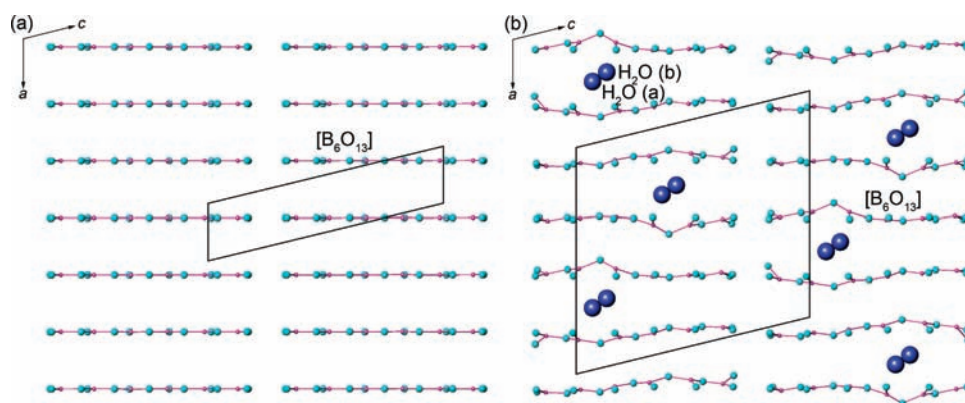 (a)
c
a
[B₆O₁₃]
(b)
c
a
H₂O (b)
H₂O (a)
[B₆O₁₃]